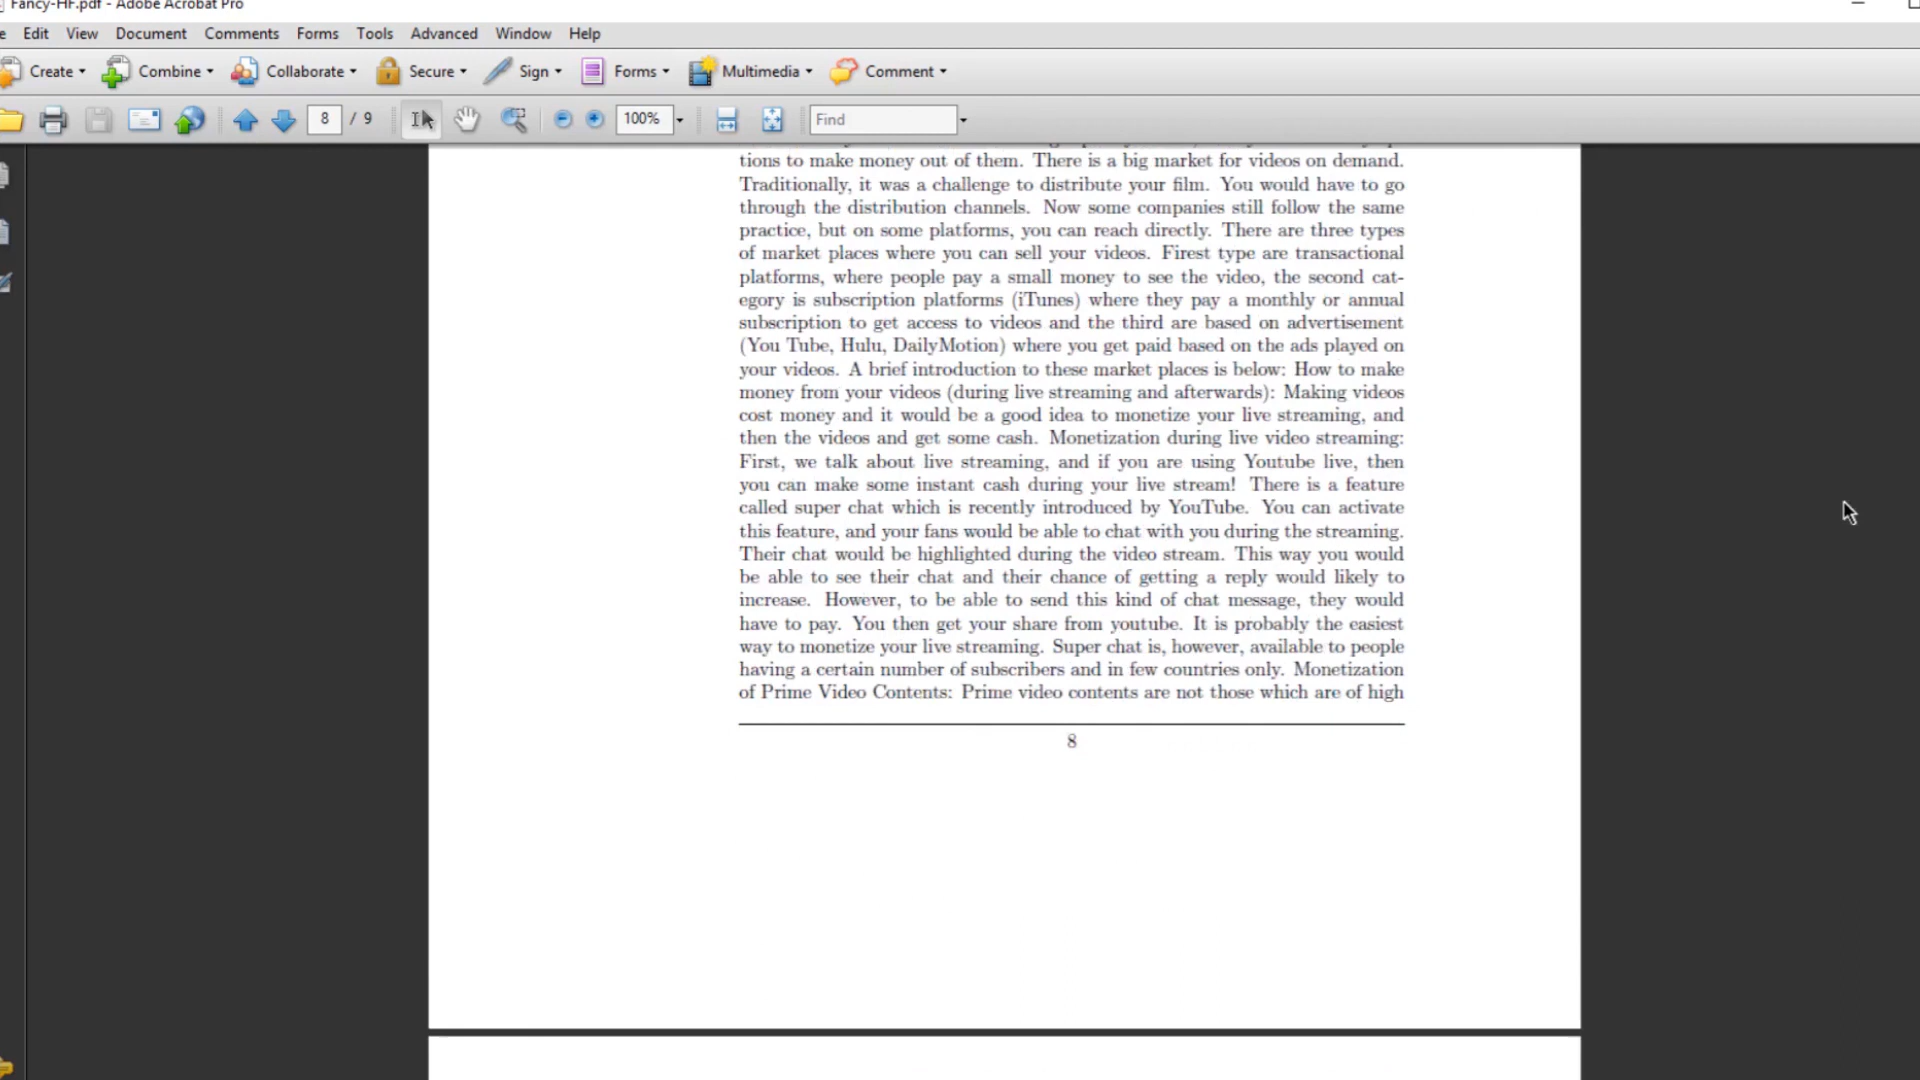 Fancy-HF.pdf - Adobe Acrobat Pro
Edit View Document Comments Forms Tools Advanced Window Help
Create Combine Collaborate Secure Sign Forms Multimedia Comment
8 / 9 100% Find
tions to make money out of them. There is a big market for videos on demand.
Traditionally, it was a challenge to distribute your film. You would have to go
through the distribution channels. Now some companies still follow the same
practice, but on some platforms, you can reach directly. There are three types
of market places where you can sell your videos. Firest type are transactional
platforms, where people pay a small money to see the video, the second cat-
egory is subscription platforms (iTunes) where they pay a monthly or annual
subscription to get access to videos and the third are based on advertisement
(You Tube, Hulu, DailyMotion) where you get paid based on the ads played on
your videos. A brief introduction to these market places is below: How to make
money from your videos (during live streaming and afterwards): Making videos
cost money and it would be a good idea to monetize your live streaming, and
then the videos and get some cash. Monetization during live video streaming:
First, we talk about live streaming, and if you are using Youtube live, then
you can make some instant cash during your live stream! There is a feature
called super chat which is recently introduced by YouTube. You can activate
this feature, and your fans would be able to chat with you during the streaming.
Their chat would be highlighted during the video stream. This way you would
be able to see their chat and their chance of getting a reply would likely to
increase. However, to be able to send this kind of chat message, they would
have to pay. You then get your share from youtube. It is probably the easiest
way to monetize your live streaming. Super chat is, however, available to people
having a certain number of subscribers and in few countries only. Monetization
of Prime Video Contents: Prime video contents are not those which are of high
8